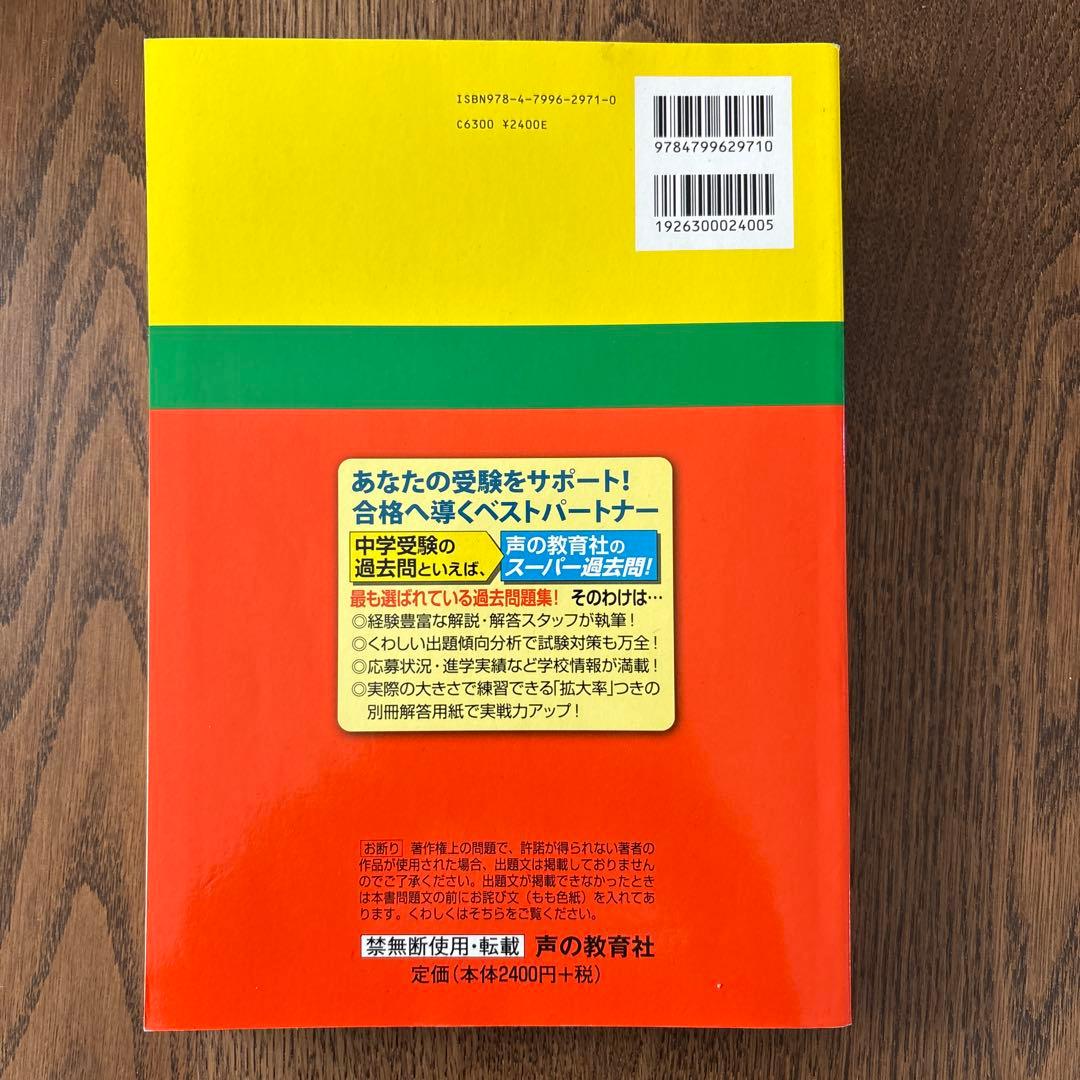 ISBN978-4-7996-2971-0
C6300 ¥2400E
9784799629710
1926300024005
あなたの受験をサポート!
合格へ導くベストパートナー
中学受験の
過去問といえば、
声の教育社の
スーパー過去問!
最も選ばれている過去問題集! そのわけは…
◎経験豊富な解説・解答スタッフが執筆!
◎くわしい出題傾向分析で試験対策も万全!
◎応募状況・進学実績など学校情報が満載!
◎実際の大きさで練習できる「拡大率」つきの
別冊解答用紙で実戦力アップ!
お断り 著作権上の問題で、許諾が得られない著者の
作品が使用された場合、出題文は掲載しておりません
のでご了承ください。出題文が掲載できなかったときは
本書問題文の前にお詫び文(もも色紙)を入れてあ
ります。くわしくはそちらをご覧ください。
禁無断使用・転載 声の教育社
定価(本体2400円+税)